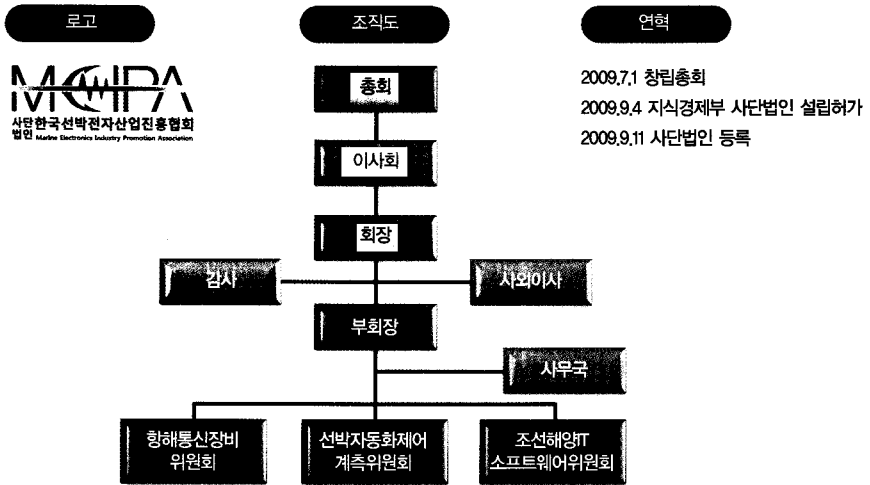 로고
조직도
연혁
MEIPA
사단
법인
한국선박전자산업진흥협회
Marine Electronics Industry Promotion Association
총회
이사회
회장
감사
사외이사
부회장
사무국
항해통신장비
위원회
선박자동화제어
계측위원회
조선해양IT
소프트웨어위원회
2009.7.1 창립총회
2009.9.4 지식경제부 사단법인 설립허가
2009.9.11 사단법인 등록